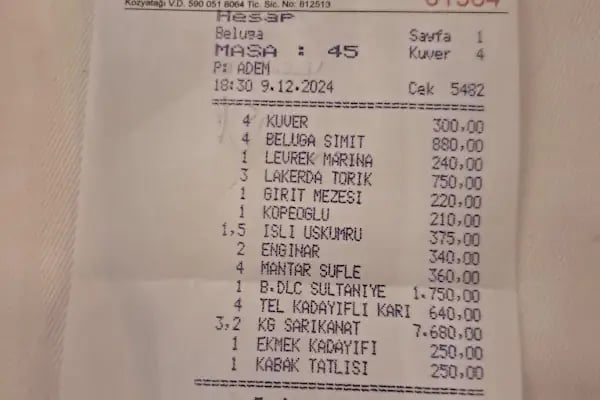 Kozyatağı V.D. 590 051 8064 Tic. Sic. No: 812513
Hesap
Beluga Sayfa 1
MASA : 45 Kuver 4
P: ADEM
18:30 9.12.2024 Cek 5482
4 KUVER 300,00
4 BELUGA SIMIT 880,00
1 LEVREK MARINA 240,00
3 LAKERDA TORIK 750,00
1 GIRIT MEZESI 220,00
1 KOPEOGLU 210,00
1,5 ISLI USKUMRU 375,00
2 ENGINAR 340,00
4 MANTAR SUFLE 360,00
1 B.DLC SULTANIYE 1.750,00
4 TEL KADAYIFLI KARI 640,00
3,2 KG SARIKANAT 7.680,00
1 EKMEK KADAYIFI 250,00
1 KABAK TATLISI 250,00